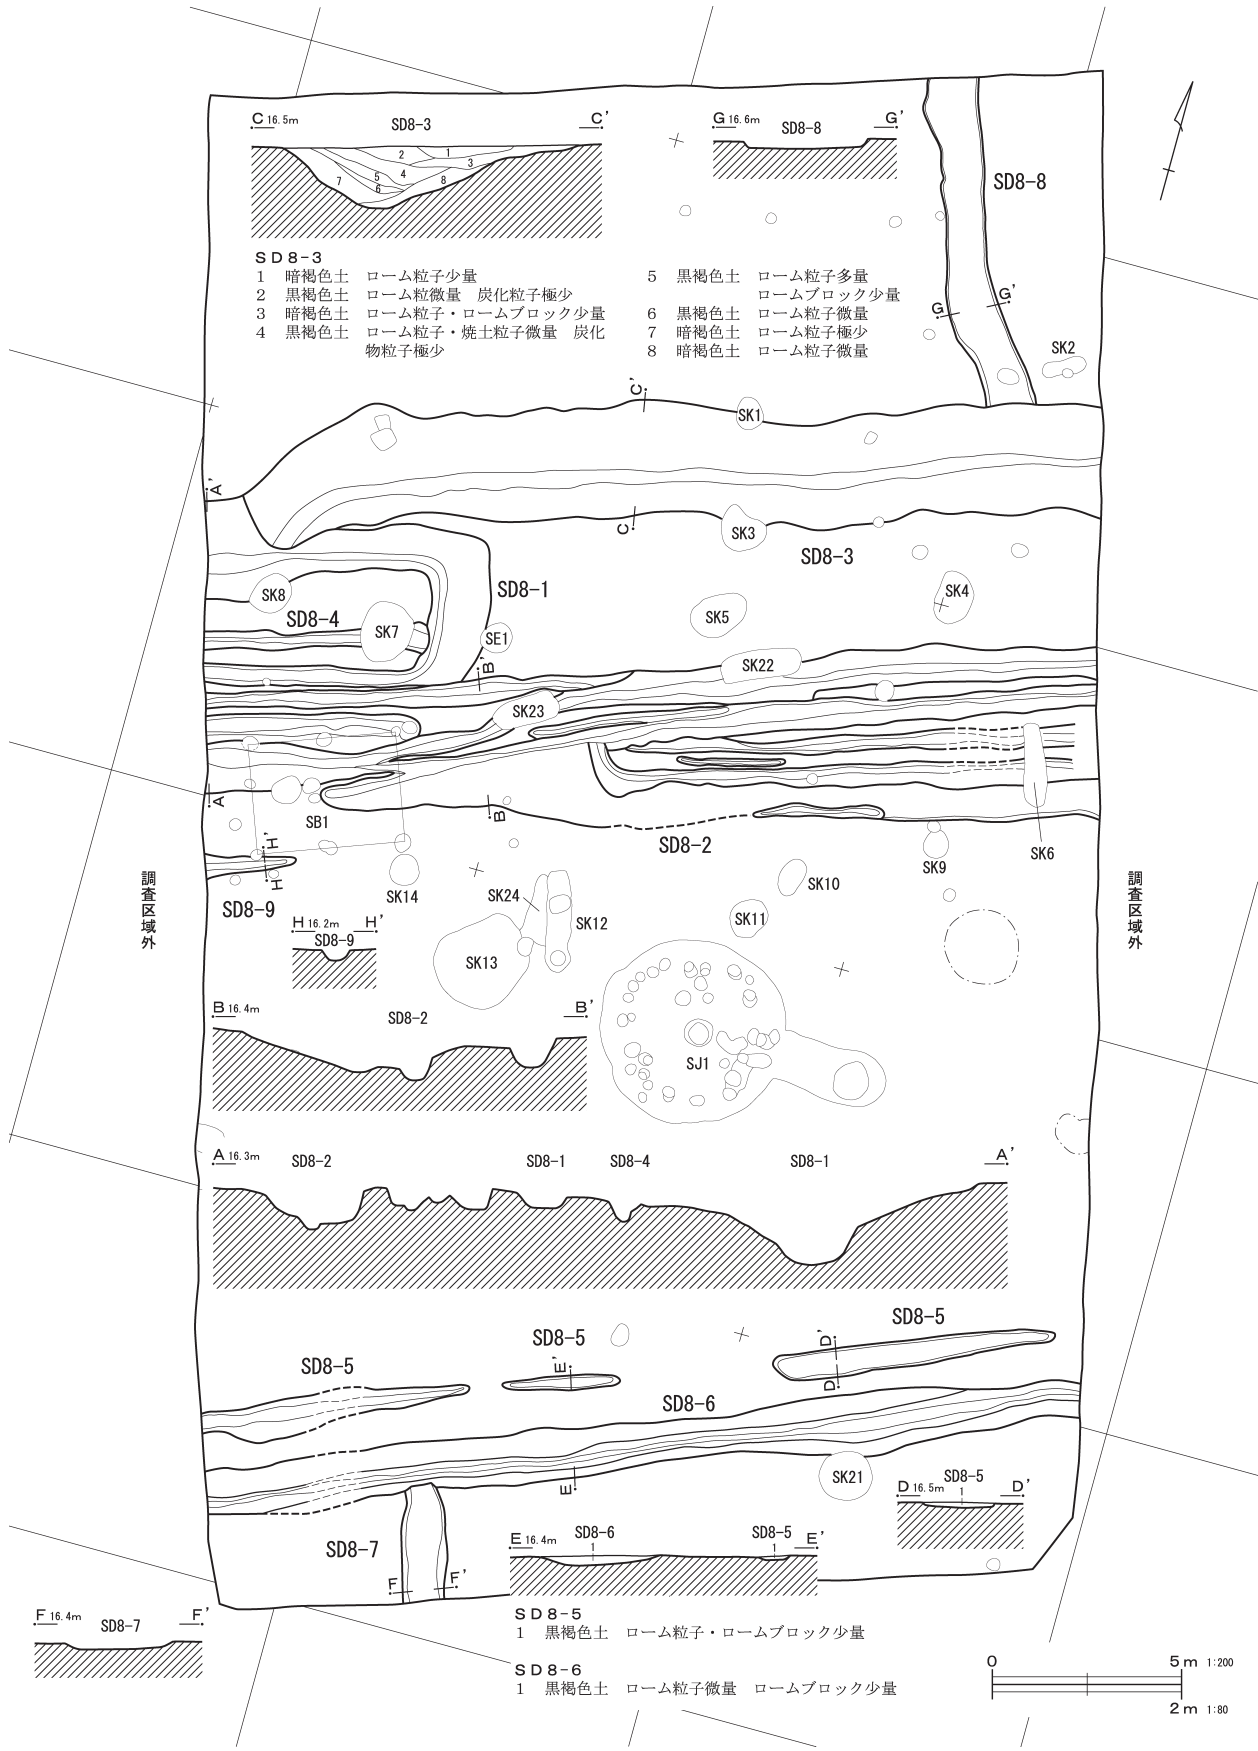 C 16.5m SD8-3 C'
G 16.6m SD8-8 G'
1
2
3
4
5
6
7
8
SD8-8
SD8-3
1 暗褐色土 ローム粒子少量
2 黒褐色土 ローム粒微量 炭化粒子極少
3 暗褐色土 ローム粒子・ロームブロック少量
4 黒褐色土 ローム粒子・焼土粒子微量 炭化
物粒子極少
5 黒褐色土 ローム粒子多量
ロームブロック少量
6 黒褐色土 ローム粒子微量
7 暗褐色土 ローム粒子極少
8 暗褐色土 ローム粒子微量
G G'
SK2
C'
SK1
A'
C
SK3
SD8-3
SK8
SD8-1
SK4
SD8-4
SK7
SK5
SE1
B'
SK22
SK23
A
B
SB1
SD8-2
H'
H
SK6
SK9
SK14
SK10
SK24
SK12
SK11
SD8-9
調査区域外
調査区域外
H 16.2m H'
SD8-9
SK13
B 16.4m SD8-2 B'
SJ1
A 16.3m SD8-2 SD8-1 SD8-4 SD8-1 A'
SD8-5
SD8-5
SD8-5
E'
D'
D
SD8-6
E
SK21
D 16.5m SD8-5 D'
1
SD8-7
F F'
E 16.4m SD8-6 SD8-5 E'
1 1
F 16.4m SD8-7 F'
SD8-5
1 黒褐色土 ローム粒子・ロームブロック少量
SD8-6
1 黒褐色土 ローム粒子微量 ロームブロック少量
0 5m 1:200
2m 1:80